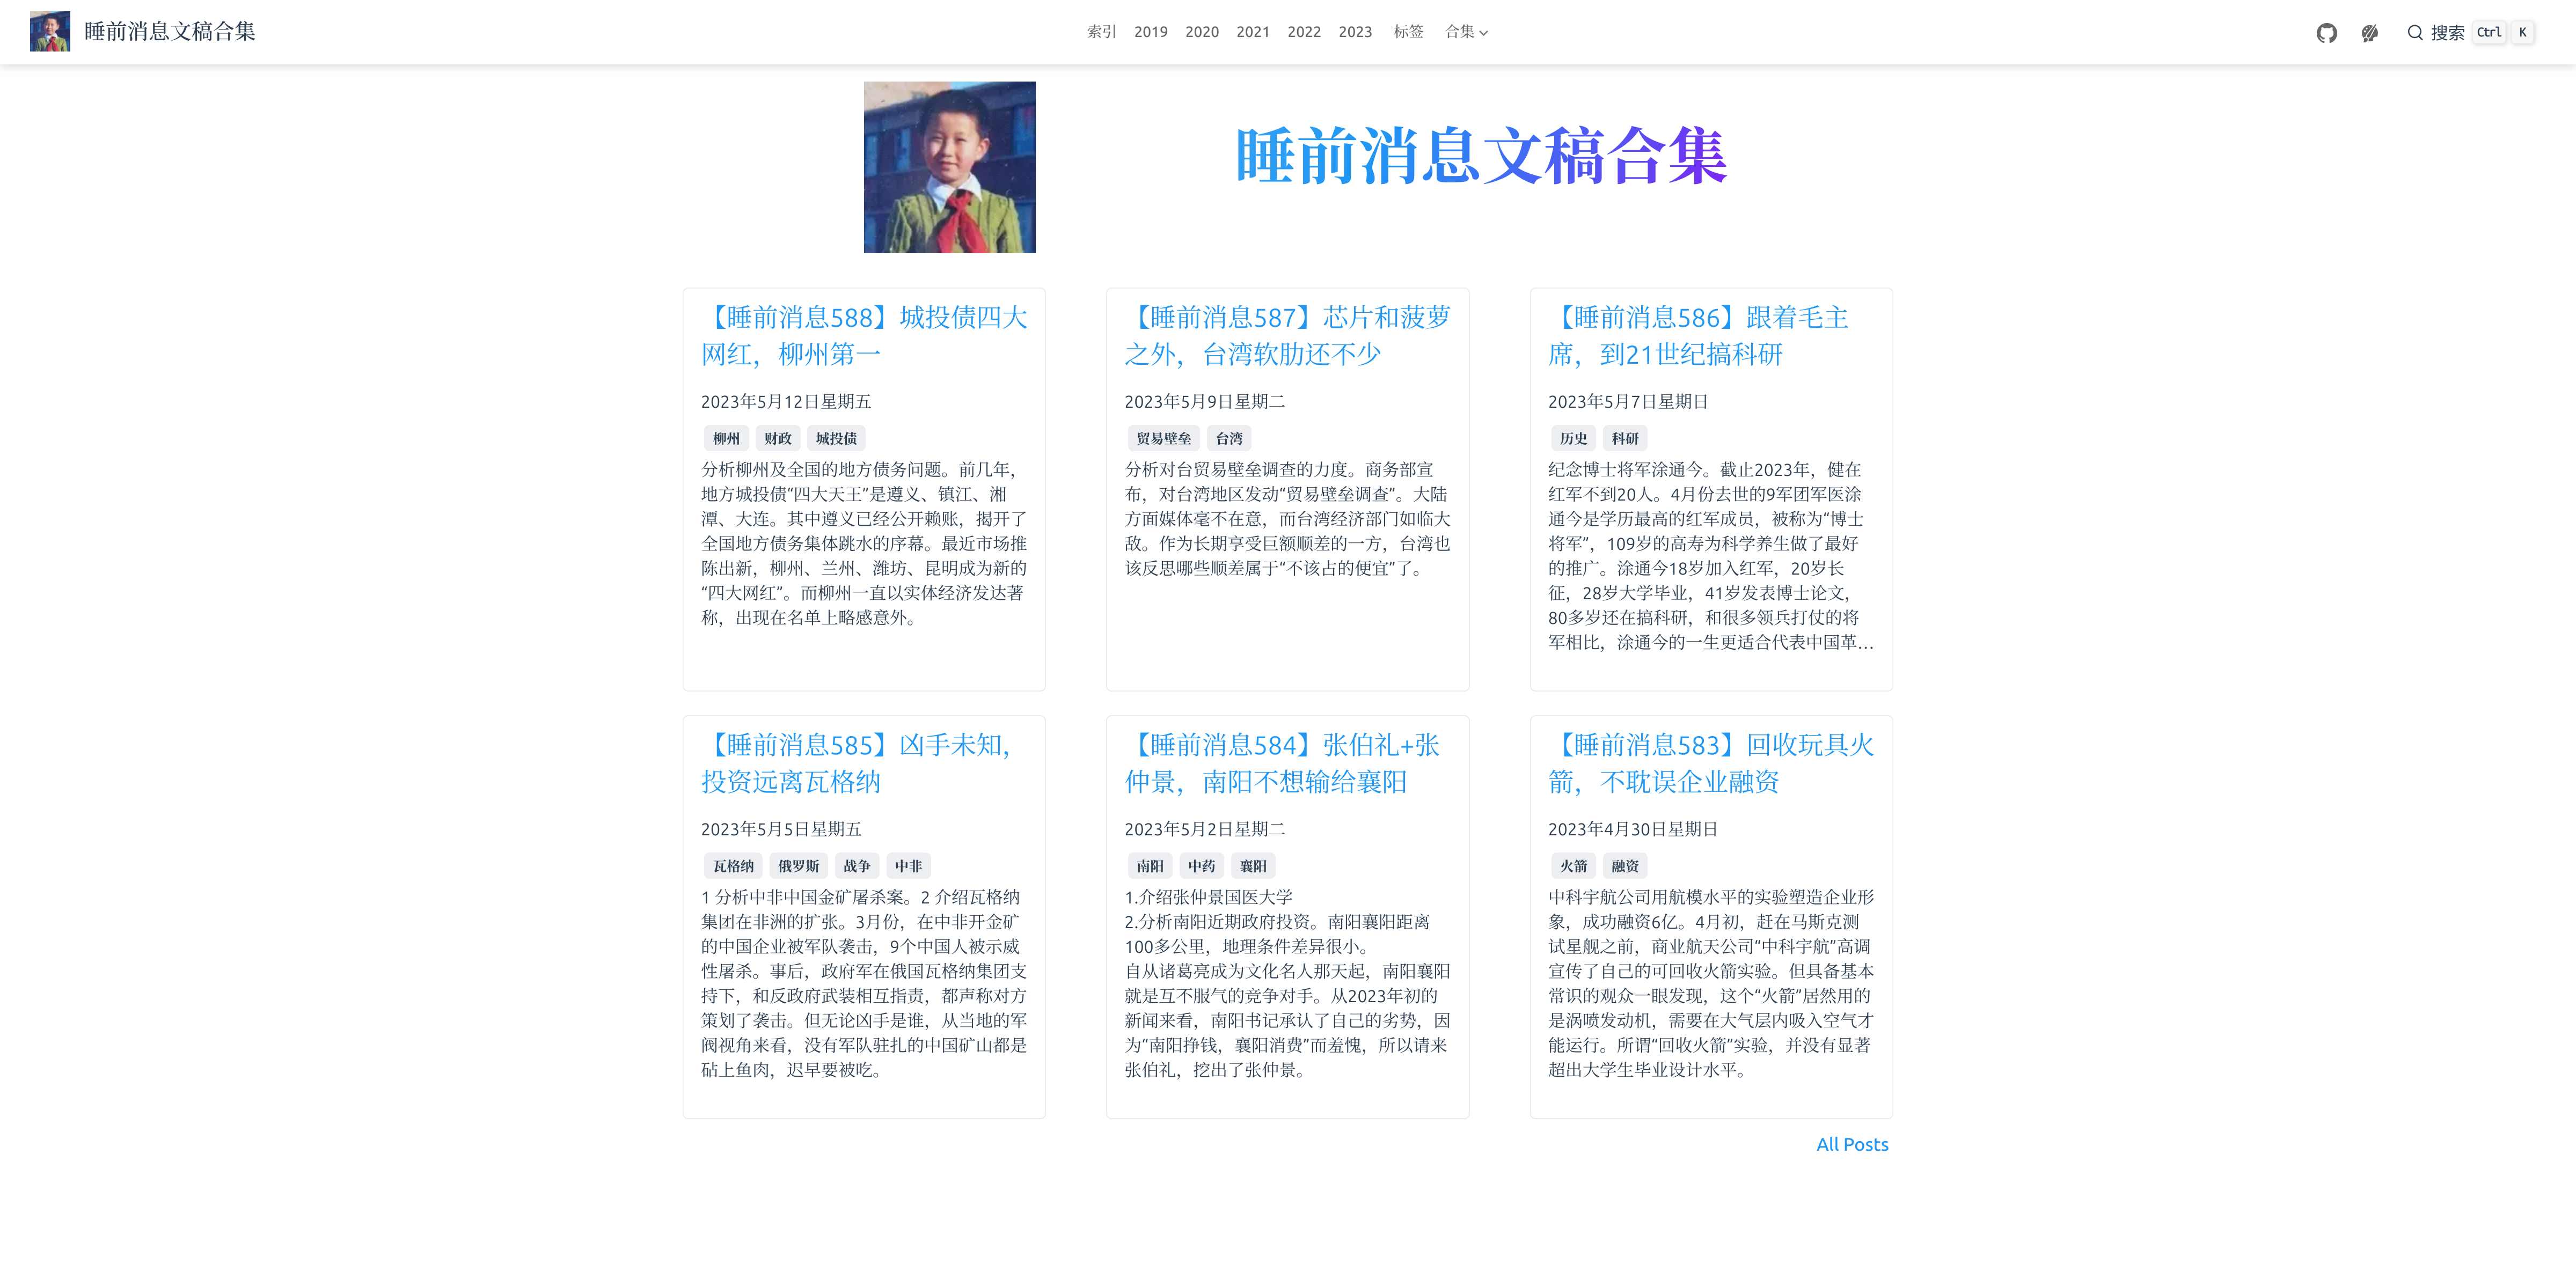 睡前消息文稿合集
索引 2019 2020 2021 2022 2023 标签 合集
搜索 Ctrl K
睡前消息文稿合集
【睡前消息588】城投债四大
网红，柳州第一
2023年5月12日星期五
柳州 财政 城投债
分析柳州及全国的地方债务问题。前几年，
地方城投债“四大天王”是遵义、镇江、湘
潭、大连。其中遵义已经公开赖账，揭开了
全国地方债务集体跳水的序幕。最近市场推
陈出新，柳州、兰州、潍坊、昆明成为新的
“四大网红”。而柳州一直以实体经济发达著
称，出现在名单上略感意外。
【睡前消息587】芯片和菠萝
之外，台湾软肋还不少
2023年5月9日星期二
贸易壁垒 台湾
分析对台贸易壁垒调查的力度。商务部宣
布，对台湾地区发动“贸易壁垒调查”。大陆
方面媒体毫不在意，而台湾经济部门如临大
敌。作为长期享受巨额顺差的一方，台湾也
该反思哪些顺差属于“不该占的便宜”了。
【睡前消息586】跟着毛主
席，到21世纪搞科研
2023年5月7日星期日
历史 科研
纪念博士将军涂通今。截止2023年，健在
红军不到20人。4月份去世的9军团军医涂
通今是学历最高的红军成员，被称为“博士
将军”，109岁的高寿为科学养生做了最好
的推广。涂通今18岁加入红军，20岁长
征，28岁大学毕业，41岁发表博士论文，
80多岁还在搞科研，和很多领兵打仗的将
军相比，涂通今的一生更适合代表中国革…
【睡前消息585】凶手未知，
投资远离瓦格纳
2023年5月5日星期五
瓦格纳 俄罗斯 战争 中非
1 分析中非中国金矿屠杀案。2 介绍瓦格纳
集团在非洲的扩张。3月份，在中非开金矿
的中国企业被军队袭击，9个中国人被示威
性屠杀。事后，政府军在俄国瓦格纳集团支
持下，和反政府武装相互指责，都声称对方
策划了袭击。但无论凶手是谁，从当地的军
阀视角来看，没有军队驻扎的中国矿山都是
砧上鱼肉，迟早要被吃。
【睡前消息584】张伯礼+张
仲景，南阳不想输给襄阳
2023年5月2日星期二
南阳 中药 襄阳
1.介绍张仲景国医大学
2.分析南阳近期政府投资。南阳襄阳距离
100多公里，地理条件差异很小。
自从诸葛亮成为文化名人那天起，南阳襄阳
就是互不服气的竞争对手。从2023年初的
新闻来看，南阳书记承认了自己的劣势，因
为“南阳挣钱，襄阳消费”而羞愧，所以请来
张伯礼，挖出了张仲景。
【睡前消息583】回收玩具火
箭，不耽误企业融资
2023年4月30日星期日
火箭 融资
中科宇航公司用航模水平的实验塑造企业形
象，成功融资6亿。4月初，赶在马斯克测
试星舰之前，商业航天公司“中科宇航”高调
宣传了自己的可回收火箭实验。但具备基本
常识的观众一眼发现，这个“火箭”居然用的
是涡喷发动机，需要在大气层内吸入空气才
能运行。所谓“回收火箭”实验，并没有显著
超出大学生毕业设计水平。
All Posts